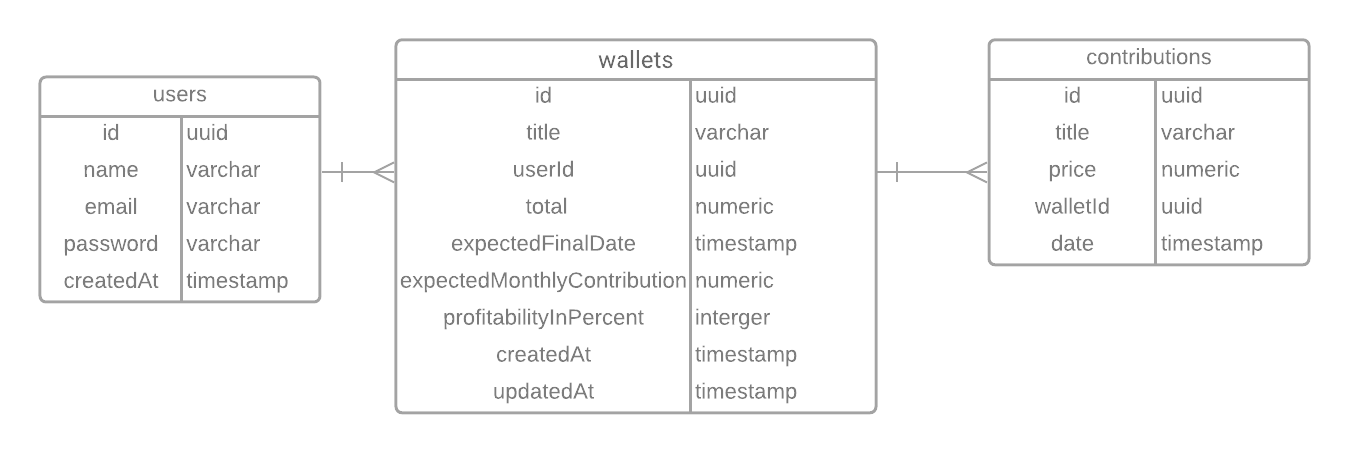 users
id uuid
name varchar
email varchar
password varchar
createdAt timestamp
wallets
id uuid
title varchar
userId uuid
total numeric
expectedFinalDate timestamp
expectedMonthlyContribution numeric
profitabilityInPercent interger
createdAt timestamp
updatedAt timestamp
contributions
id uuid
title varchar
price numeric
walletId uuid
date timestamp